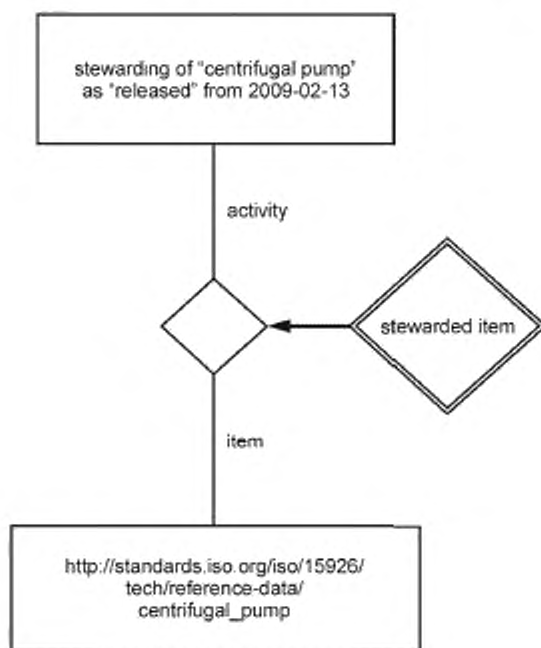 stewarding of "centrifugal pump"
as "released" from 2009-02-13
activity
stewarded item
item
http://standards.iso.org/iso/15926/
tech/reference-data/
centrifugal_pump